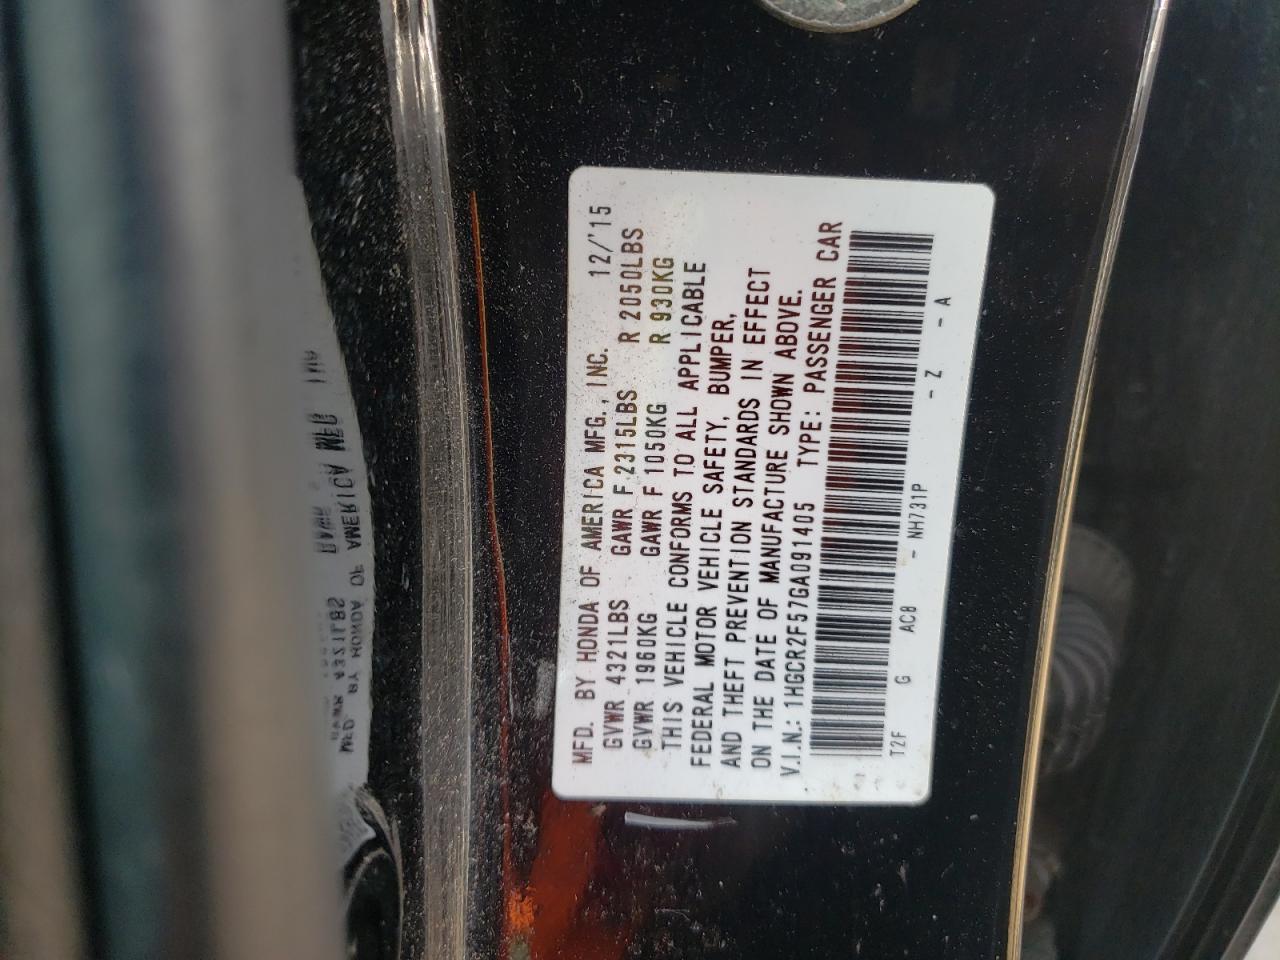 MFD. BY HONDA OF AMERICA MFG., INC. 12/'15
GVWR 4321LBS GAWR F 2315LBS R 2050LBS
GVWR 1960KG GAWR F 1050KG R 930KG
THIS VEHICLE CONFORMS TO ALL APPLICABLE
FEDERAL MOTOR VEHICLE SAFETY, BUMPER,
AND THEFT PREVENTION STANDARDS IN EFFECT
ON THE DATE OF MANUFACTURE SHOWN ABOVE.
V.I.N.: 1HGCR2F57GA091405 TYPE: PASSENGER CAR
T2F G AC8 - NH731P - Z - A